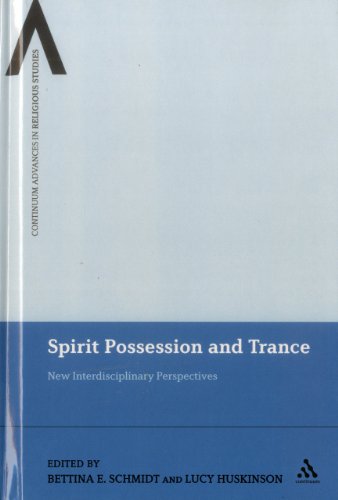 CONTINUUM ADVANCES IN RELIGIOUS STUDIES
Spirit Possession and Trance
New Interdisciplinary Perspectives
EDITED BY
BETTINA E. SCHMIDT AND LUCY HUSKINSON
continuum